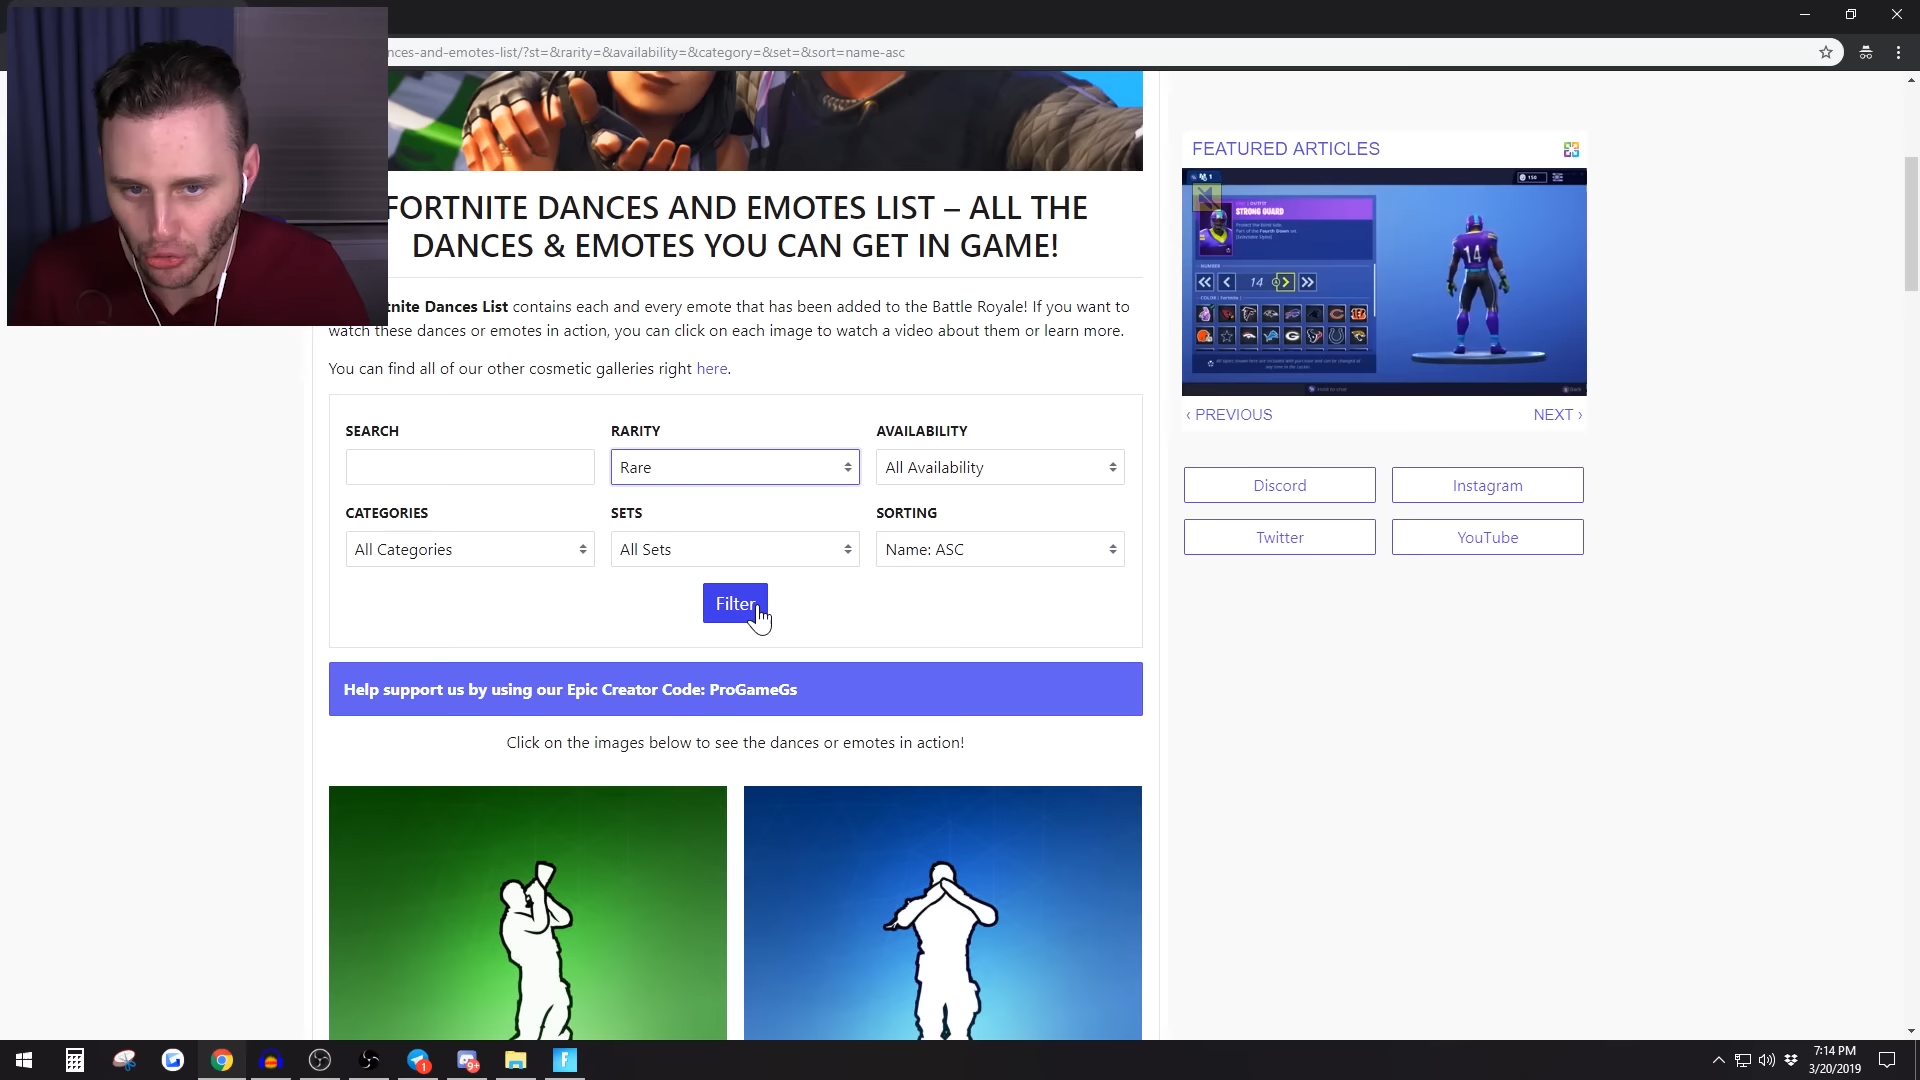 nces-and-emotes-list/?st=&rarity=&availability=&category=&set=&sort=name-asc
FORTNITE DANCES AND EMOTES LIST – ALL THE
DANCES & EMOTES YOU CAN GET IN GAME!
tnite Dances List contains each and every emote that has been added to the Battle Royale! If you want to
watch these dances or emotes in action, you can click on each image to watch a video about them or learn more.
You can find all of our other cosmetic galleries right here.
SEARCH
RARITY
AVAILABILITY
Rare
All Availability
CATEGORIES
SETS
SORTING
All Categories
All Sets
Name: ASC
Filter
Help support us by using our Epic Creator Code: ProGameGs
Click on the images below to see the dances or emotes in action!
FEATURED ARTICLES
1
150
OUTFIT
STRONG GUARD
NUMBER
14
14
‹ PREVIOUS
NEXT ›
Discord
Instagram
Twitter
YouTube
1
9+
F
7:14 PM
3/20/2019